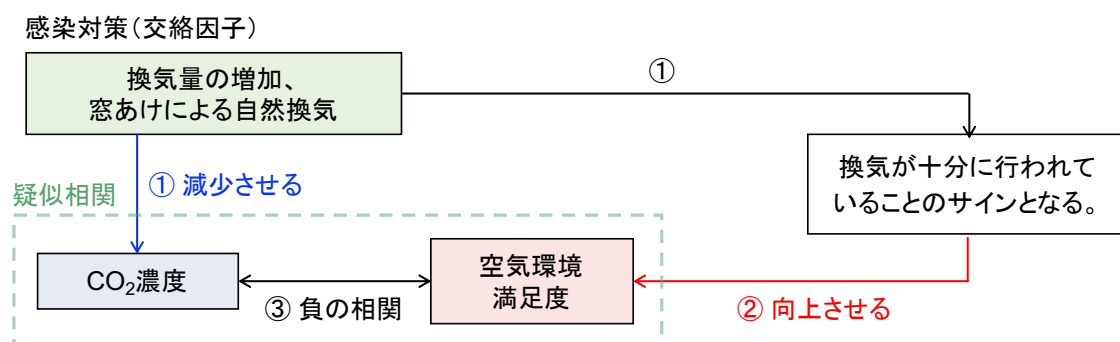 感染対策（交絡因子）
換気量の増加、
窓あけによる自然換気
①
① 減少させる
換気が十分に行われて
いることのサインとなる。
疑似相関
CO₂濃度
空気環境
満足度
③ 負の相関
② 向上させる